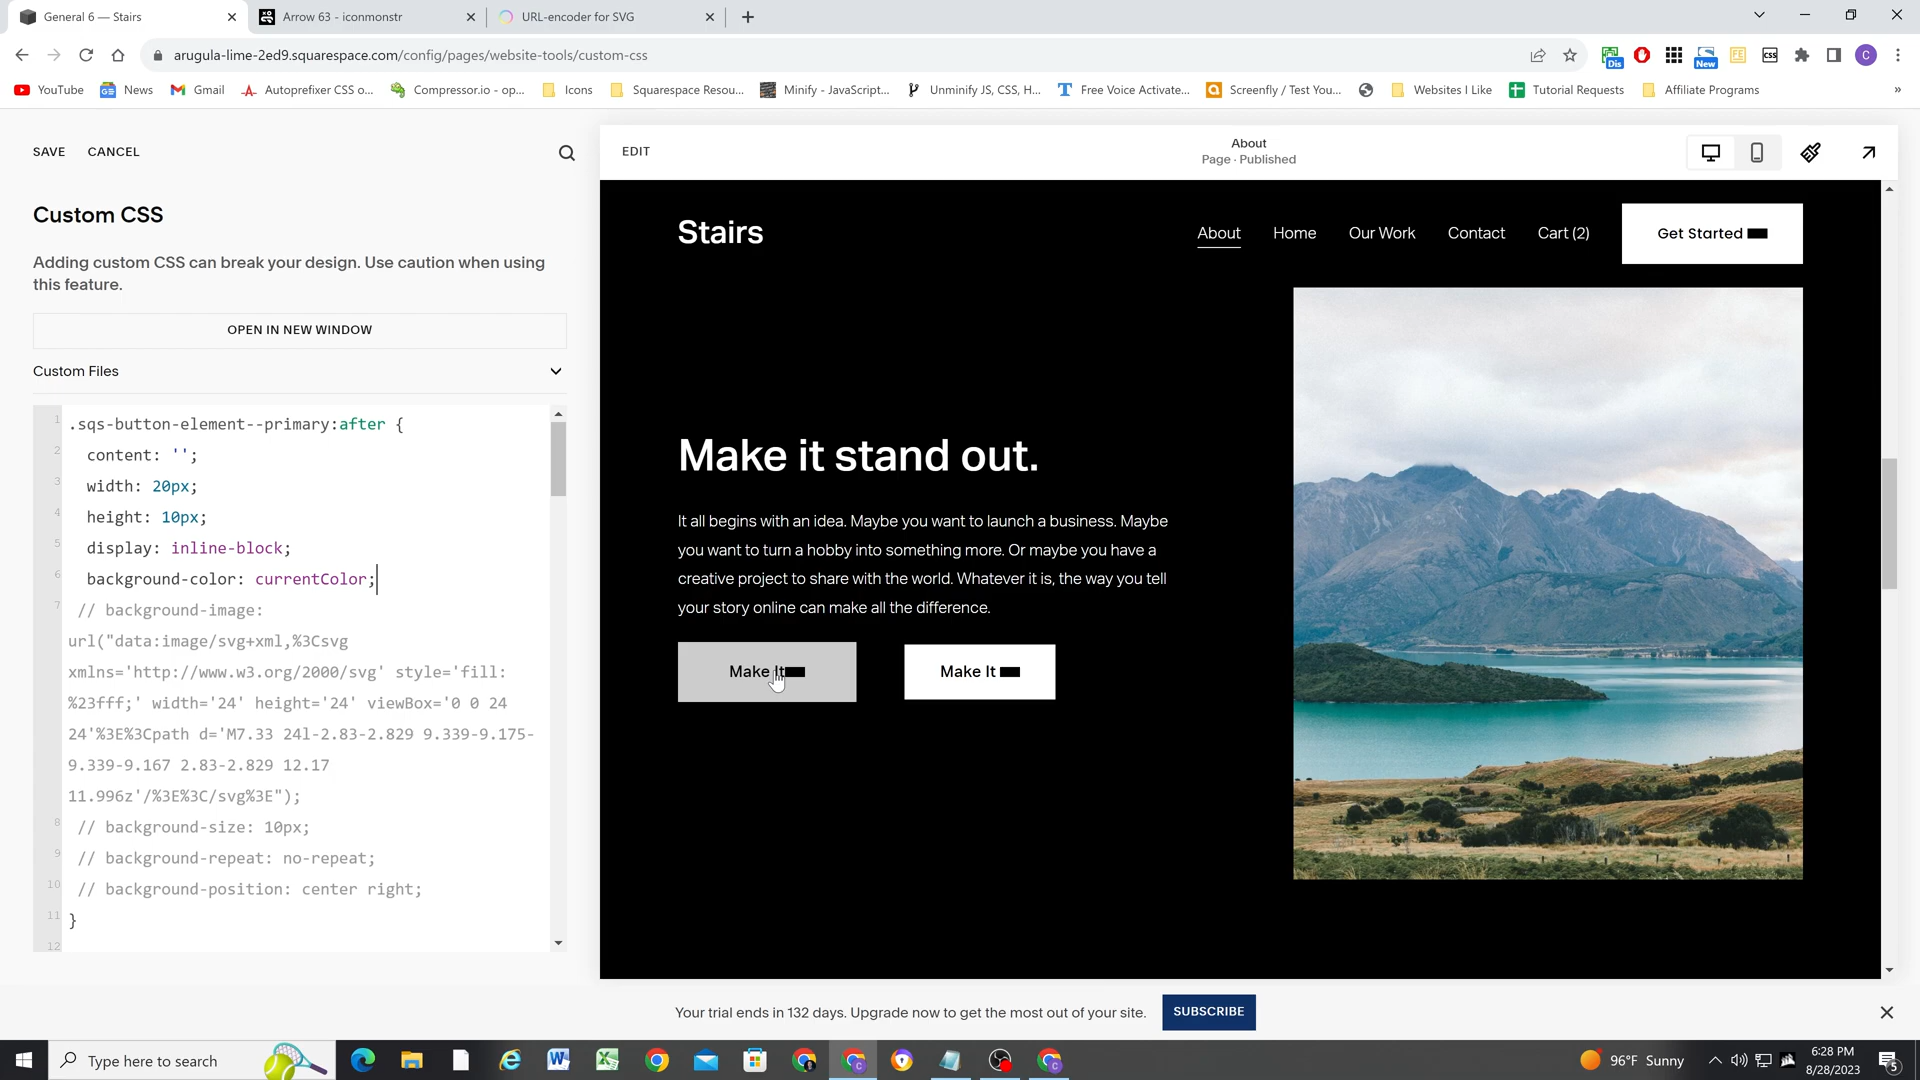 General 6 — Stairs
Arrow 63 - iconmonstr
URL-encoder for SVG
arugula-lime-2ed9.squarespace.com/config/pages/website-tools/custom-css
Dis
New
FE
CSS
C
YouTube
News
Gmail
Autoprefixer CSS o...
Compressor.io - op...
Icons
Squarespace Resou...
Minify - JavaScript...
Unminify JS, CSS, H...
Free Voice Activate...
Screenfly / Test You...
Websites I Like
Tutorial Requests
Affiliate Programs
»
SAVE
CANCEL
Custom CSS
Adding custom CSS can break your design. Use caution when using
this feature.
OPEN IN NEW WINDOW
Custom Files
1 .sqs-button-element--primary:after {
2 content: '';
3 width: 20px;
4 height: 10px;
5 display: inline-block;
6 background-color: currentColor;
7 // background-image:
url("data:image/svg+xml,%3Csvg
xmlns='http://www.w3.org/2000/svg' style='fill:
%23fff;' width='24' height='24' viewBox='0 0 24
24'%3E%3Cpath d='M7.33 24l-2.83-2.829 9.339-9.175-
9.339-9.167 2.83-2.829 12.17
11.996z'/%3E%3C/svg%3E");
8 // background-size: 10px;
9 // background-repeat: no-repeat;
10 // background-position: center right;
11 }
12
EDIT
About
Page · Published
Stairs
About
Home
Our Work
Contact
Cart (2)
Get Started
Make it stand out.
It all begins with an idea. Maybe you want to launch a business. Maybe
you want to turn a hobby into something more. Or maybe you have a
creative project to share with the world. Whatever it is, the way you tell
your story online can make all the difference.
Make It
Make It
Your trial ends in 132 days. Upgrade now to get the most out of your site.
SUBSCRIBE
Type here to search
96°F Sunny
6:28 PM
8/28/2023
5